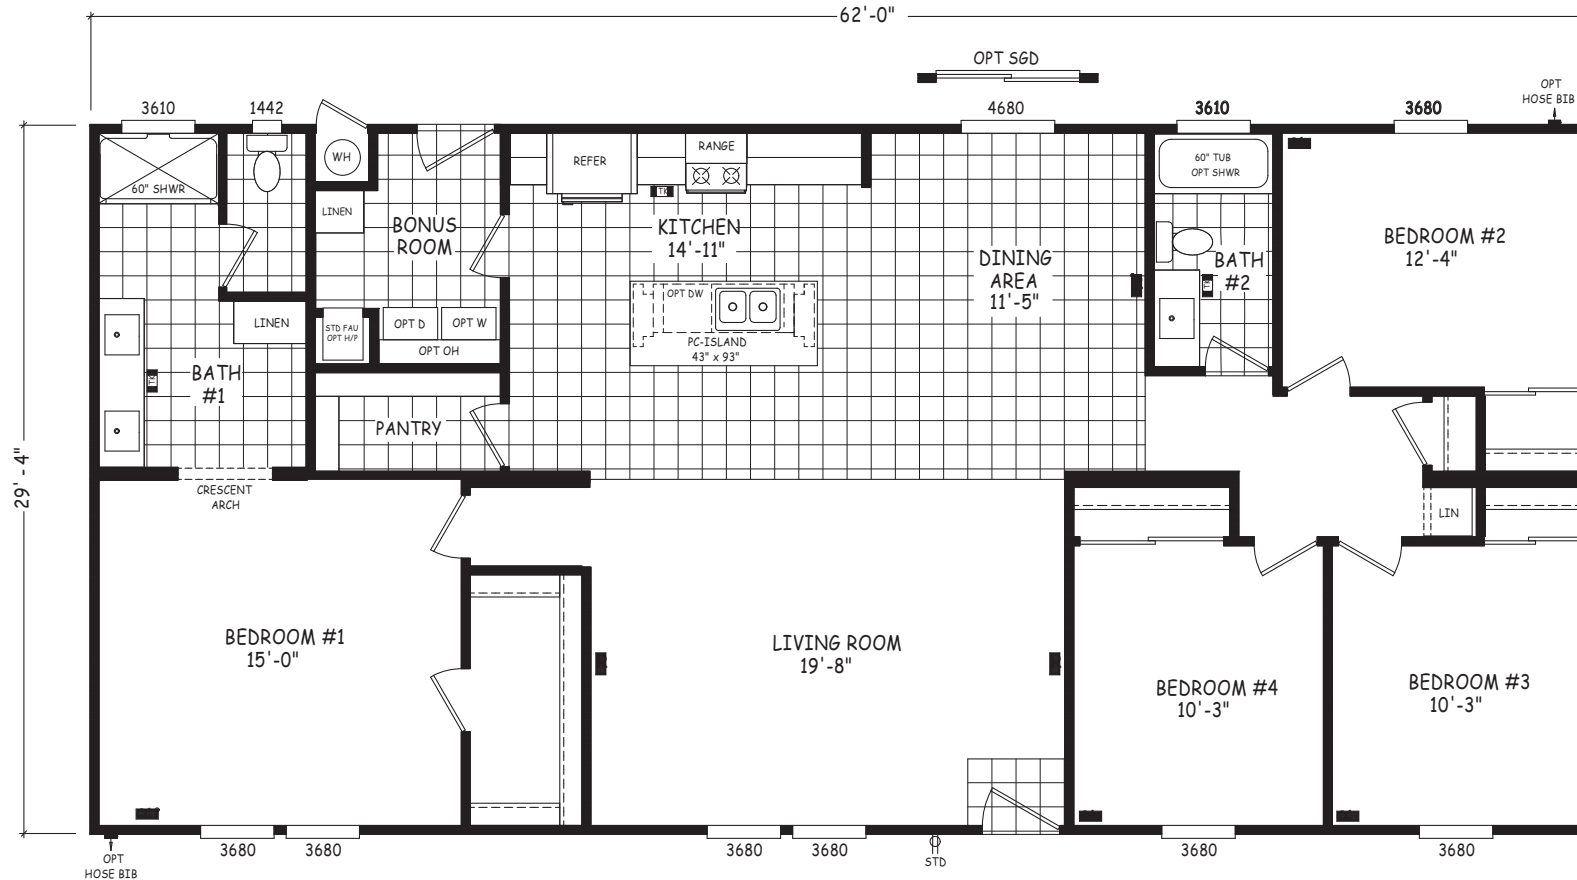 62'-0"
OPT SGD
OPT
HOSE BIB
3610
1442
4680
3610
3680
WH
REFER
RANGE
60" SHWR
60" TUB
OPT SHWR
LINEN
BONUS
ROOM
TK
KITCHEN
14'-11"
DINING
AREA
11'-5"
BATH
#2
TK
BEDROOM #2
12'-4"
OPT DW
LINEN
STD FAU
OPT H/P
OPT D
OPT W
OPT OH
PC-ISLAND
43" x 93"
BATH
#1
TK
PANTRY
29'-4"
CRESCENT
ARCH
LIN
BEDROOM #1
15'-0"
LIVING ROOM
19'-8"
BEDROOM #4
10'-3"
BEDROOM #3
10'-3"
OPT
HOSE BIB
3680
3680
3680
3680
STD
3680
3680